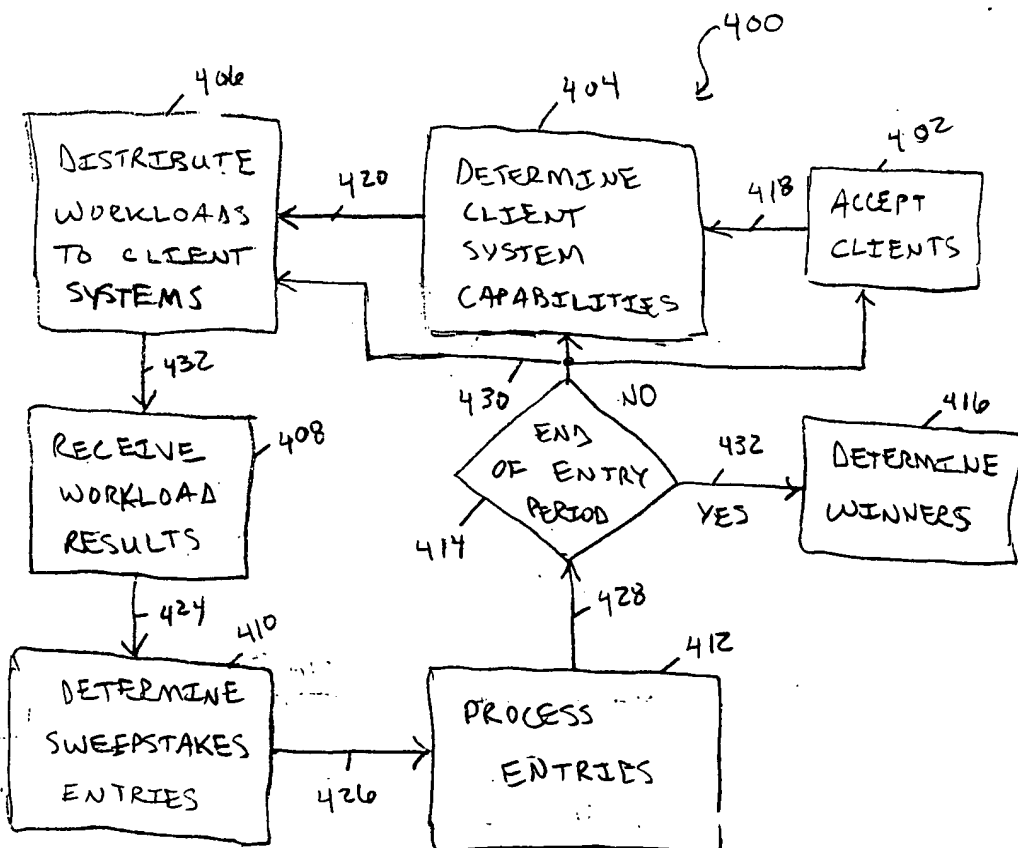 400
406
DISTRIBUTE
WORKLOADS
TO CLIENT
SYSTEMS
420
404
DETERMINE
CLIENT
SYSTEM
CAPABILITIES
418
402
ACCEPT
CLIENTS
432
430
NO
RECEIVE
WORKLOAD
RESULTS
408
END
OF ENTRY
PERIOD
414
432
YES
416
DETERMINE
WINNERS
424
428
410
DETERMINE
SWEEPSTAKES
ENTRIES
426
412
PROCESS
ENTRIES